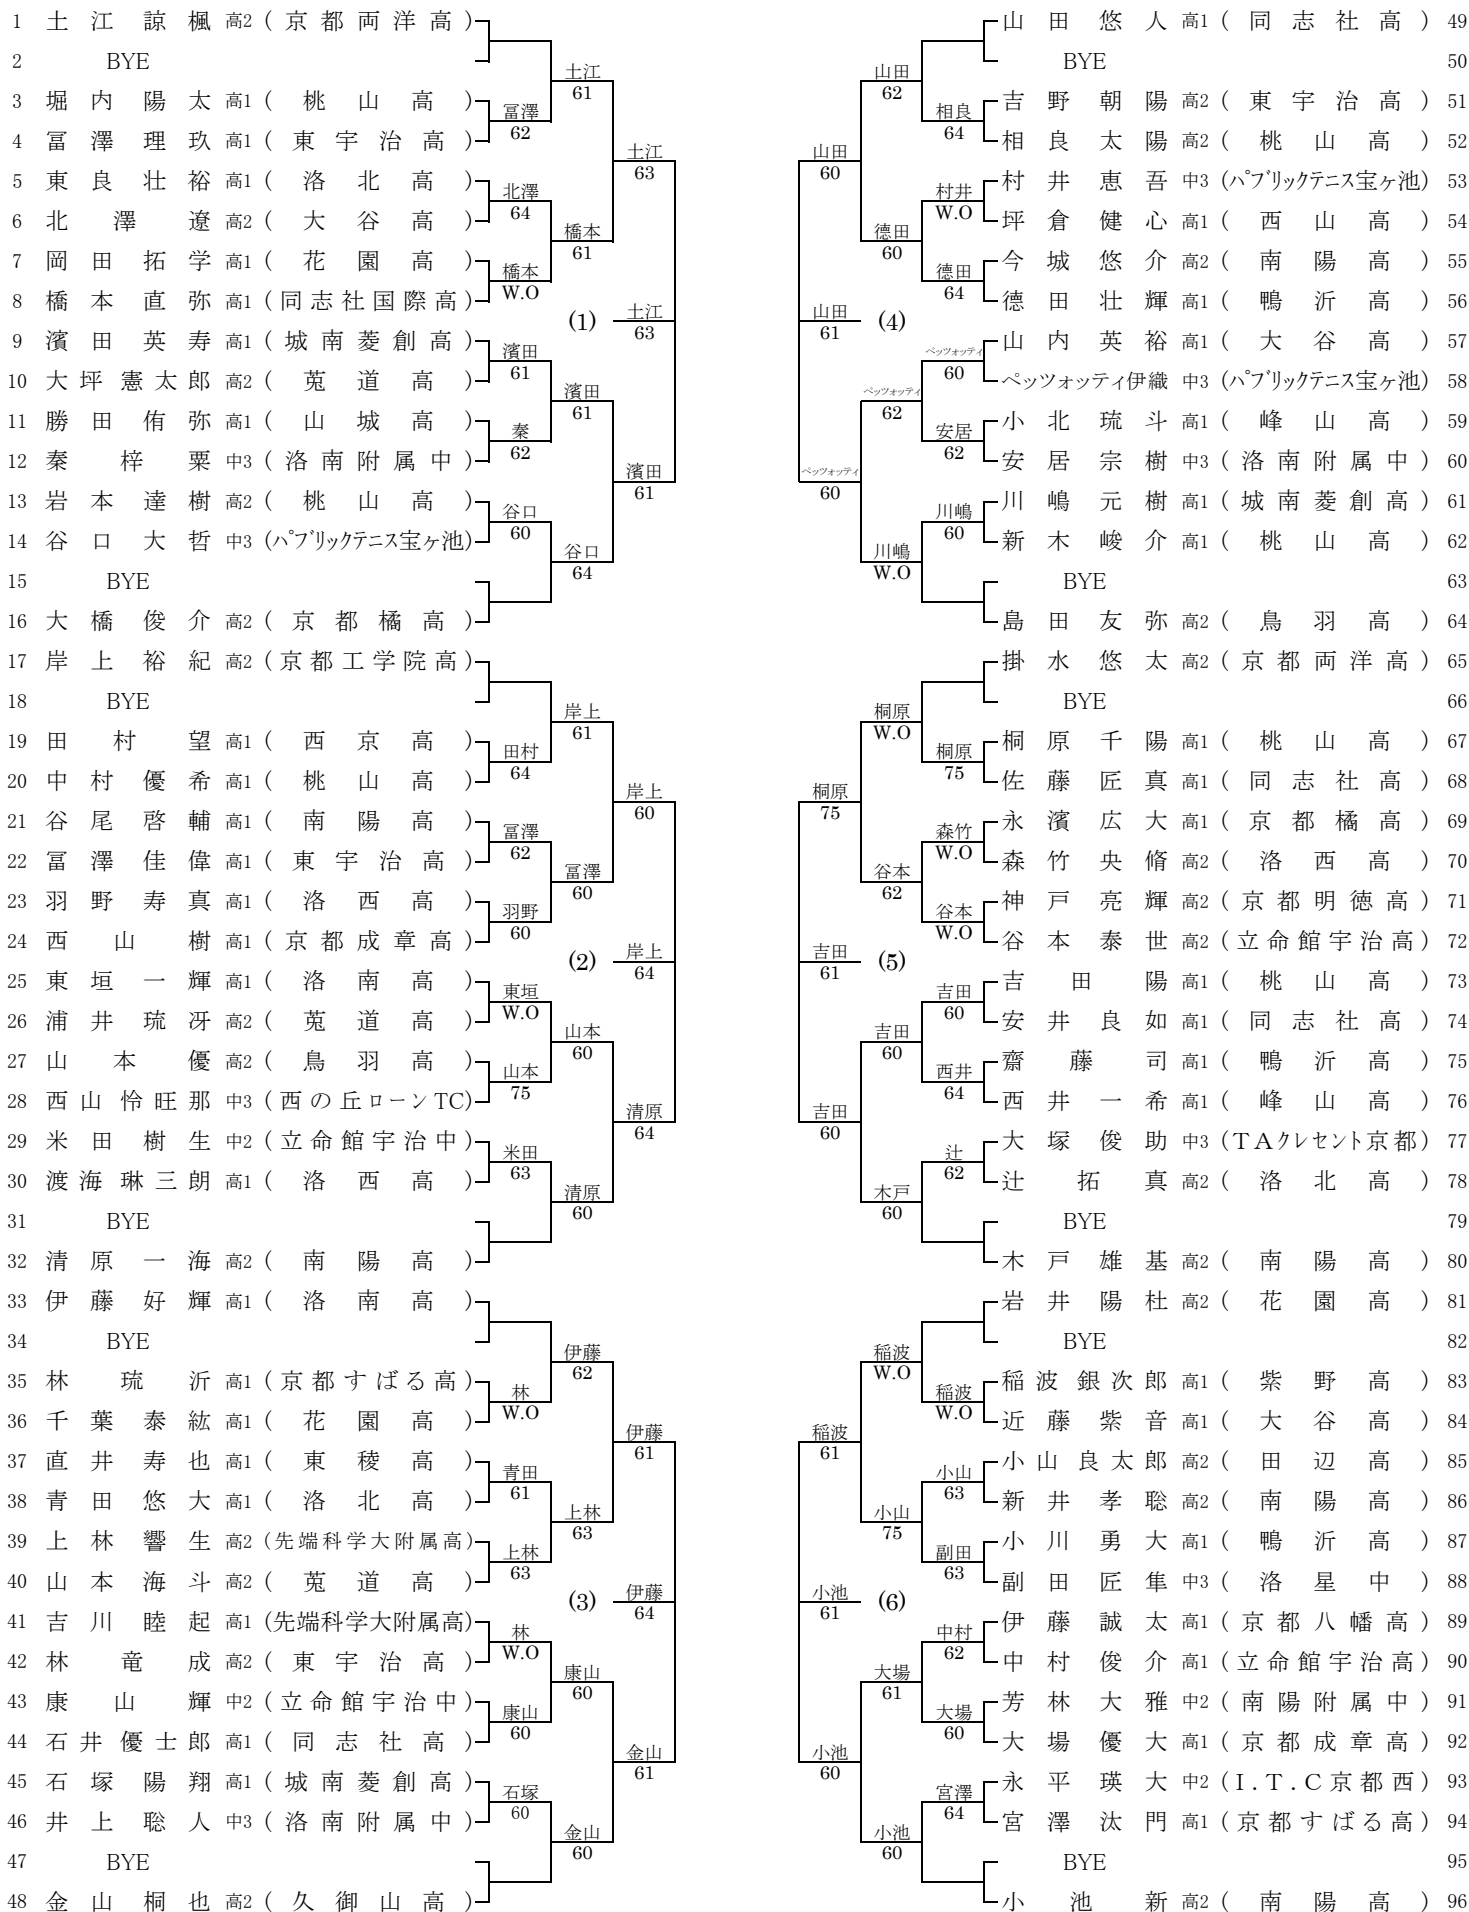 1 土江諒楓 高2 (京都両洋高)
2 BYE
土江
61
3 堀内陽太 高1 (桃山高)
冨澤
62
4 冨澤理玖 高1 (東宇治高)
土江
63
5 東良壮裕 高1 (洛北高)
北澤
64
6 北澤遼 高2 (大谷高)
橋本
61
7 岡田拓学 高1 (花園高)
橋本
W.O
8 橋本直弥 高1 (同志社国際高)
(1) 土江
63
9 濱田英寿 高1 (城南菱創高)
濱田
61
10 大坪憲太郎 高2 (莵道高)
濱田
61
11 勝田侑弥 高1 (山城高)
秦
62
12 秦梓栗 中3 (洛南附属中)
濱田
61
13 岩本達樹 高2 (桃山高)
谷口
60
14 谷口大哲 中3 (パブリックテニス宝ヶ池)
谷口
64
15 BYE
16 大橋俊介 高2 (京都橘高)
17 岸上裕紀 高2 (京都工学院高)
18 BYE
岸上
61
19 田村望 高1 (西京高)
田村
64
20 中村優希 高1 (桃山高)
岸上
60
21 谷尾啓輔 高1 (南陽高)
冨澤
62
22 冨澤佳偉 高1 (東宇治高)
冨澤
60
23 羽野寿真 高1 (洛西高)
羽野
60
24 西山樹 高1 (京都成章高)
(2) 岸上
64
25 東垣一輝 高1 (洛南高)
東垣
W.O
26 浦井琉冴 高2 (莵道高)
山本
60
27 山本優 高2 (鳥羽高)
山本
75
28 西山怜旺那 中3 (西の丘ローンTC)
清原
64
29 米田樹生 中2 (立命館宇治中)
米田
63
30 渡海琳三朗 高1 (洛西高)
清原
60
31 BYE
32 清原一海 高2 (南陽高)
33 伊藤好輝 高1 (洛南高)
34 BYE
伊藤
62
35 林琉沂 高1 (京都すばる高)
林
W.O
36 千葉泰紘 高1 (花園高)
伊藤
61
37 直井寿也 高1 (東稜高)
青田
61
38 青田悠大 高1 (洛北高)
上林
63
39 上林響生 高2 (先端科学大附属高)
上林
63
40 山本海斗 高2 (莵道高)
(3) 伊藤
64
41 吉川睦起 高1 (先端科学大附属高)
林
W.O
42 林竜成 高2 (東宇治高)
康山
60
43 康山輝 中2 (立命館宇治中)
康山
60
44 石井優士郎 高1 (同志社高)
金山
61
45 石塚陽翔 高1 (城南菱創高)
石塚
60
46 井上聡人 中3 (洛南附属中)
金山
60
47 BYE
48 金山桐也 高2 (久御山高)
山田悠人 高1 (同志社高) 49
BYE 50
山田
62
吉野朝陽 高2 (東宇治高) 51
相良
64
相良太陽 高2 (桃山高) 52
山田
60
村井恵吾 中3 (パブリックテニス宝ヶ池) 53
村井
W.O
坪倉健心 高1 (西山高) 54
德田
60
今城悠介 高2 (南陽高) 55
德田
64
德田壮輝 高1 (鴨沂高) 56
山田 (4)
61
山内英裕 高1 (大谷高) 57
ペッツォッティ
60
ペッツォッティ伊織 中3 (パブリックテニス宝ヶ池) 58
ペッツォッティ
62
小北琉斗 高1 (峰山高) 59
安居
62
安居宗樹 中3 (洛南附属中) 60
ペッツォッティ
60
川嶋元樹 高1 (城南菱創高) 61
川嶋
60
新木峻介 高1 (桃山高) 62
川嶋
W.O
BYE 63
島田友弥 高2 (鳥羽高) 64
掛水悠太 高2 (京都両洋高) 65
BYE 66
桐原
W.O
桐原千陽 高1 (桃山高) 67
桐原
75
佐藤匠真 高1 (同志社高) 68
桐原
75
永濱広大 高1 (京都橘高) 69
森竹
W.O
森竹央脩 高2 (洛西高) 70
谷本
62
神戸亮輝 高2 (京都明徳高) 71
谷本
W.O
谷本泰世 高2 (立命館宇治高) 72
吉田 (5)
61
吉田陽 高1 (桃山高) 73
吉田
60
安井良如 高1 (同志社高) 74
吉田
60
齋藤司 高1 (鴨沂高) 75
西井
64
西井一希 高1 (峰山高) 76
吉田
60
大塚俊助 中3 (TAクレセント京都) 77
辻
62
辻拓真 高2 (洛北高) 78
木戸
60
BYE 79
木戸雄基 高2 (南陽高) 80
岩井陽杜 高2 (花園高) 81
BYE 82
稲波
W.O
稲波銀次郎 高1 (紫野高) 83
稲波
W.O
近藤紫音 高1 (大谷高) 84
稲波
61
小山良太郎 高2 (田辺高) 85
小山
63
新井孝聡 高2 (南陽高) 86
小山
75
小川勇大 高1 (鴨沂高) 87
副田
63
副田匠隼 中3 (洛星中) 88
小池 (6)
61
伊藤誠太 高1 (京都八幡高) 89
中村
62
中村俊介 高1 (立命館宇治高) 90
大場
61
芳林大雅 中2 (南陽附属中) 91
大場
60
大場優大 高1 (京都成章高) 92
小池
60
永平瑛大 中2 (I.T.C京都西) 93
宮澤
64
宮澤汰門 高1 (京都すばる高) 94
小池
60
BYE 95
小池新 高2 (南陽高) 96